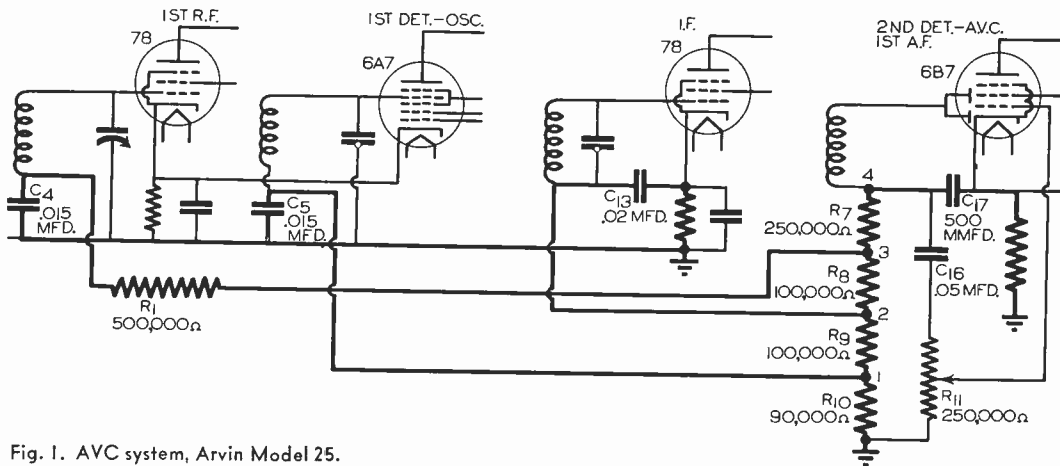 1ST R.F.
78
1ST DET.-OSC.
6A7
I.F.
78
2ND DET.-A.V.C.
1ST A.F.
6B7
C4
.015
MFD.
C5
.015
MFD.
C13
.02 MFD.
4
C17
500
MMFD.
R7
250,000Ω
3
C16
.05 MFD.
R8
100,000Ω
R1
500,000Ω
2
R9
100,000Ω
1
R10
90,000Ω
R11
250,000Ω
Fig. 1. AVC system, Arvin Model 25.